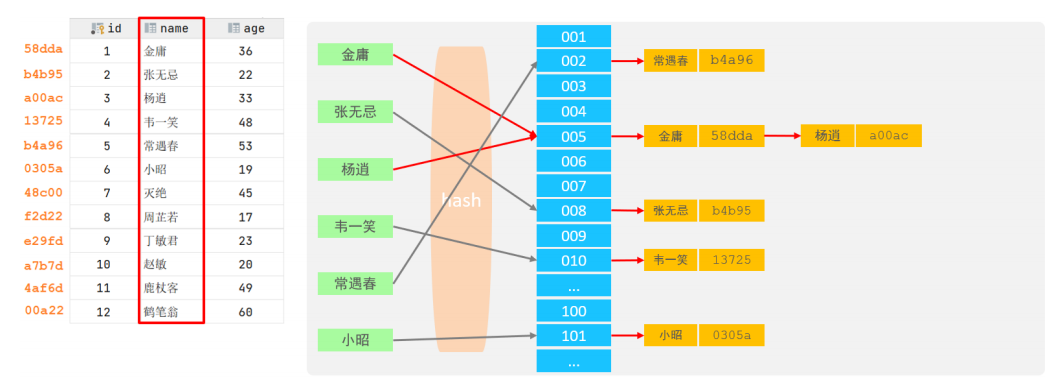 id name age
58dda 1 金庸 36
b4b95 2 张无忌 22
a00ac 3 杨逍 33
13725 4 韦一笑 48
b4a96 5 常遇春 53
0305a 6 小昭 19
48c00 7 灭绝 45
f2d22 8 周芷若 17
e29fd 9 丁敏君 23
a7b7d 10 赵敏 20
4af6d 11 鹿杖客 49
00a22 12 鹤笔翁 60
金庸
张无忌
杨逍
韦一笑
常遇春
小昭
hash
001
002 常遇春 b4a96
003
004
005 金庸 58dda 杨逍 a00ac
006
007
008 张无忌 b4b95
009
010 韦一笑 13725
...
100
101 小昭 0305a
...